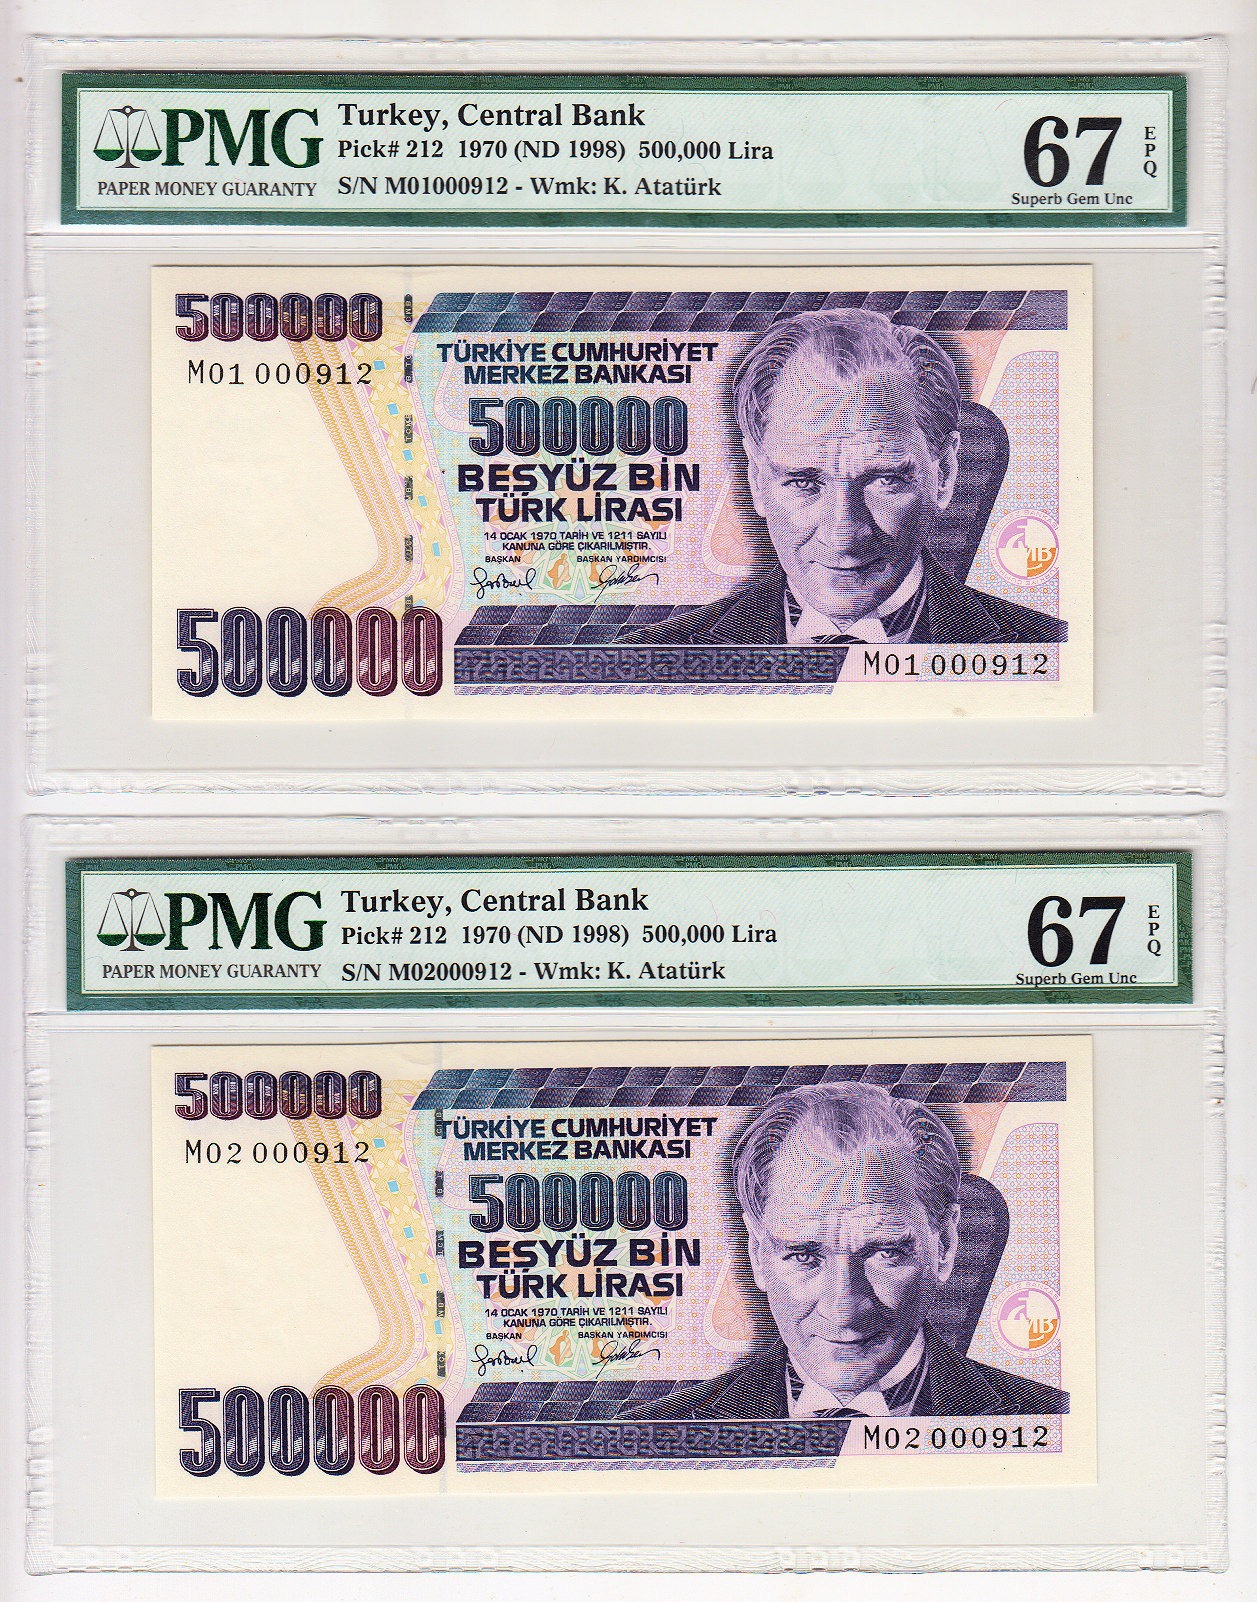 PMG
PAPER MONEY GUARANTY
Turkey, Central Bank
Pick# 212 1970 (ND 1998) 500,000 Lira
S/N M01000912 - Wmk: K. Atatürk
67
EPQ
Superb Gem Unc
500000
M01 000912
TÜRKİYE CUMHURİYET
MERKEZ BANKASI
500000
BEŞYÜZ BİN
TÜRK LİRASI
14 OCAK 1970 TARİH VE 1211 SAYILI
KANUNA GÖRE ÇIKARILMIŞTIR.
BAŞKAN BAŞKAN YARDIMCISI
500000
M01 000912
PMG
PAPER MONEY GUARANTY
Turkey, Central Bank
Pick# 212 1970 (ND 1998) 500,000 Lira
S/N M02000912 - Wmk: K. Atatürk
67
EPQ
Superb Gem Unc
500000
M02 000912
TÜRKİYE CUMHURİYET
MERKEZ BANKASI
500000
BEŞYÜZ BİN
TÜRK LİRASI
14 OCAK 1970 TARİH VE 1211 SAYILI
KANUNA GÖRE ÇIKARILMIŞTIR.
BAŞKAN BAŞKAN YARDIMCISI
500000
M02 000912